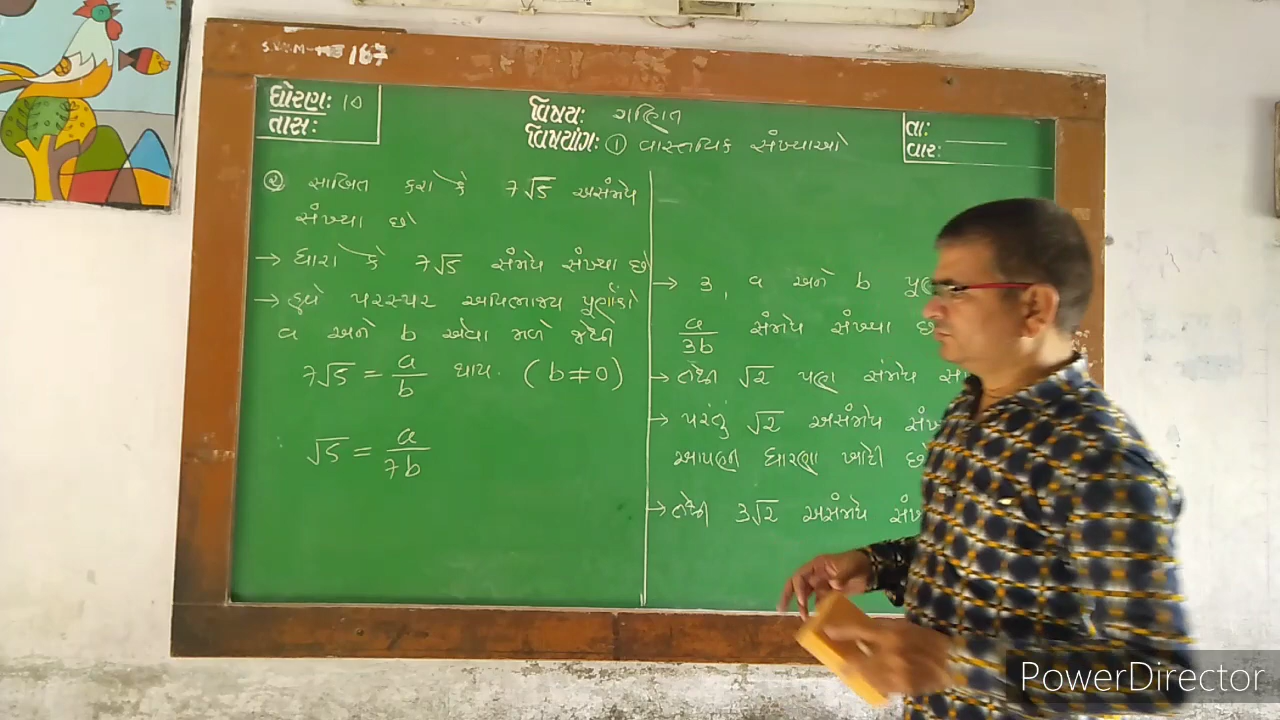 S.V.S.M-M3 167
ધોરણ: 10
તાસ:
વિષય: ગણિત
વિષયાંગ: ① વાસ્તવિક સંખ્યાઓ
તા:
વાર:
② સાબિત કરો કે 7√5 અસંમેય
સંખ્યા છે
→ ધારો કે 7√5 સંમેય સંખ્યા છે
→ હવે પરસ્પર અવિભાજ્ય પૂર્ણાંકો
a અને b એવા મળે જેથી
7√5 = a/b થાય. (b ≠ 0)
√5 = a/7b
→ 3, a અને b
a/3b સંમેય સંખ્યા
→ તેથી √2 પણ સંમેય
→ પરંતુ √2 અસંમેય
આપણી ધારણા ખોટી છે
→ તેથી 3√2 અસંમેય
PowerDirector